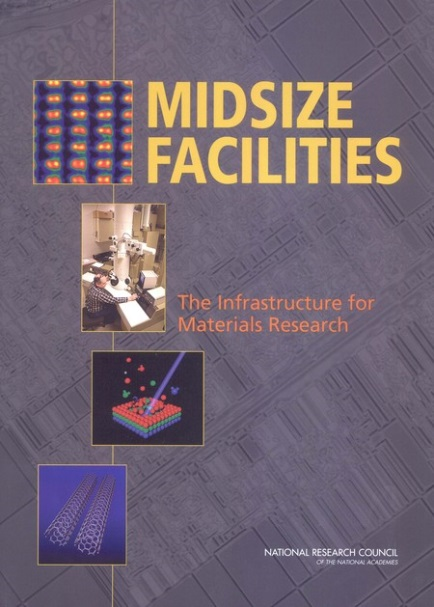 MIDSIZE
FACILITIES
The Infrastructure for
Materials Research
NATIONAL RESEARCH COUNCIL
OF THE NATIONAL ACADEMIES